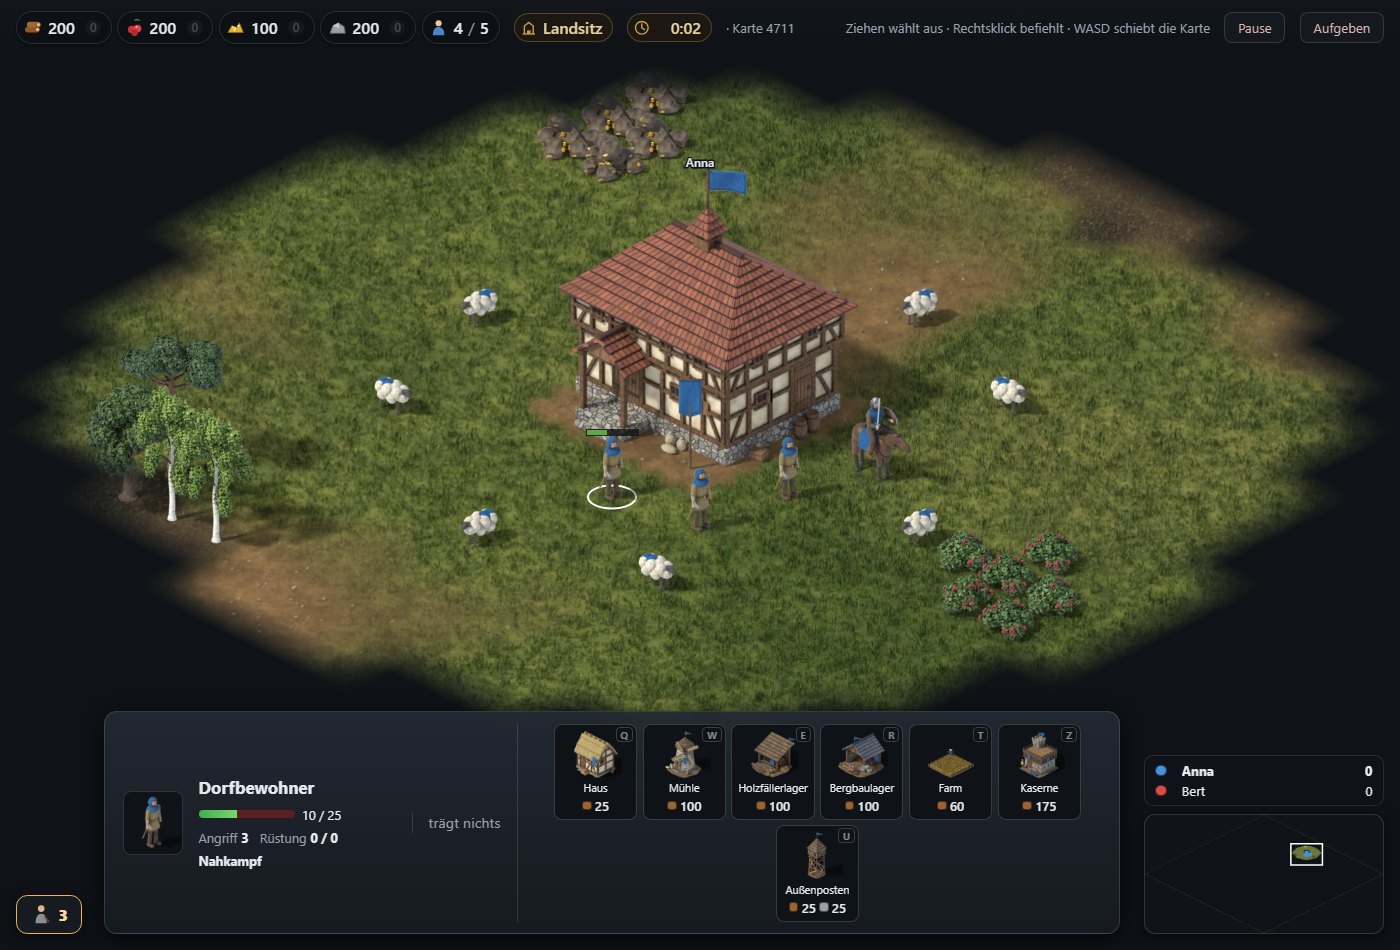 200 0 200 0 100 0 200 0 4 / 5 Landsitz 0:02 · Karte 4711 Ziehen wählt aus · Rechtsklick befiehlt · WASD schiebt die Karte Pause Aufgeben
Anna
Dorfbewohner
10 / 25
Angriff 3 Rüstung 0 / 0
Nahkampf
trägt nichts
Q W E R T Z
Haus Mühle Holzfällerlager Bergbaulager Farm Kaserne
25 100 100 100 60 175
U
Außenposten
25 25
Anna 0
Bert 0
3